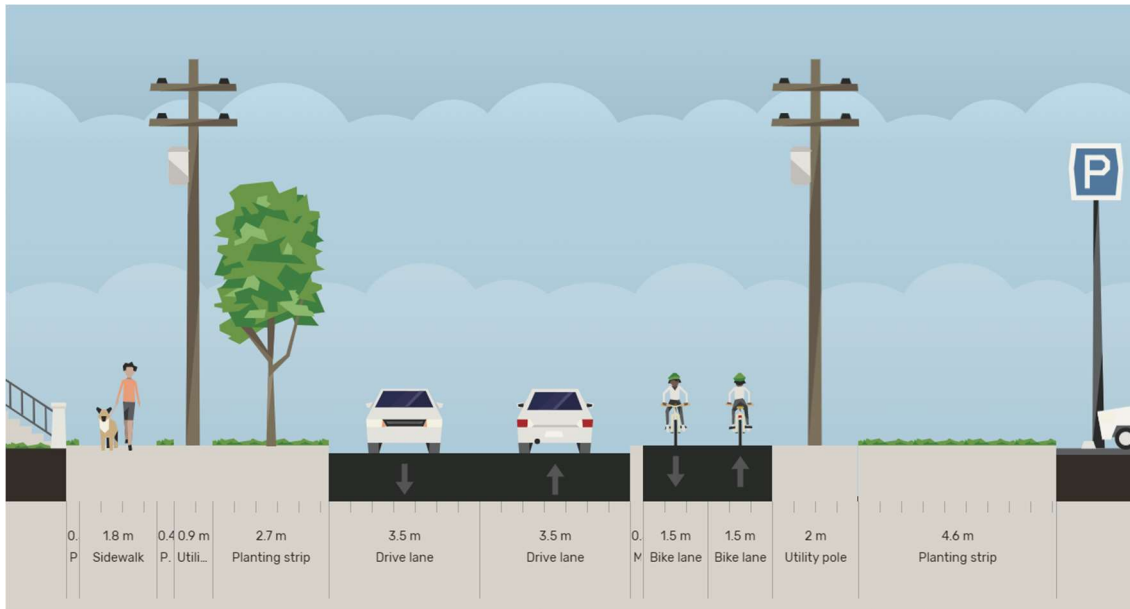 P
0. 1.8 m 0.4 0.9 m 2.7 m 3.5 m 3.5 m 0. 1.5 m 1.5 m 2 m 4.6 m
P Sidewalk P. Utili... Planting strip Drive lane Drive lane M Bike lane Bike lane Utility pole Planting strip